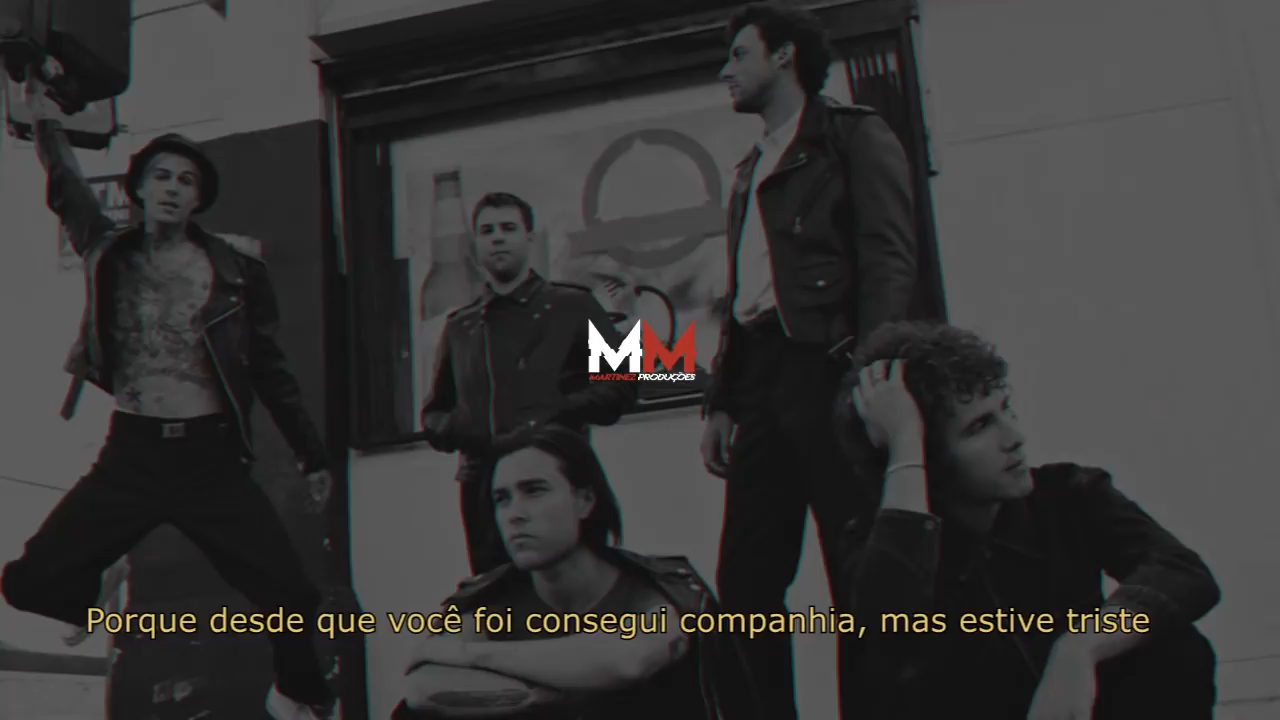 MM
MARTINEZ PRODUÇÕES
Porque desde que você foi consegui companhia, mas estive triste